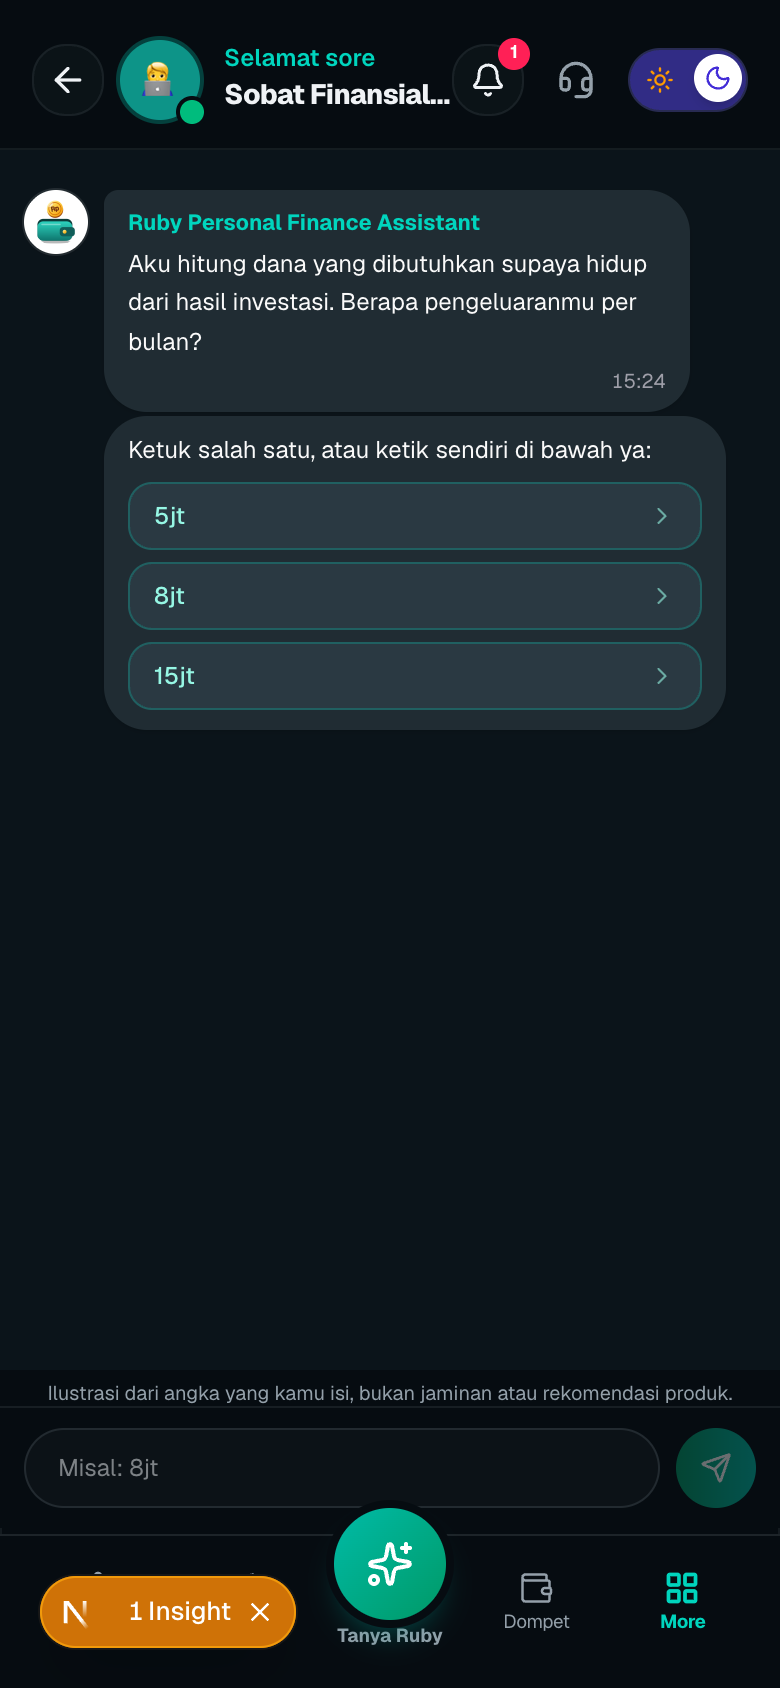 Selamat sore
Sobat Finansial...
1
Ruby Personal Finance Assistant
Aku hitung dana yang dibutuhkan supaya hidup
dari hasil investasi. Berapa pengeluaranmu per
bulan?
15:24
Ketuk salah satu, atau ketik sendiri di bawah ya:
5jt
8jt
15jt
Ilustrasi dari angka yang kamu isi, bukan jaminan atau rekomendasi produk.
Misal: 8jt
N 1 Insight
Tanya Ruby
Dompet
More